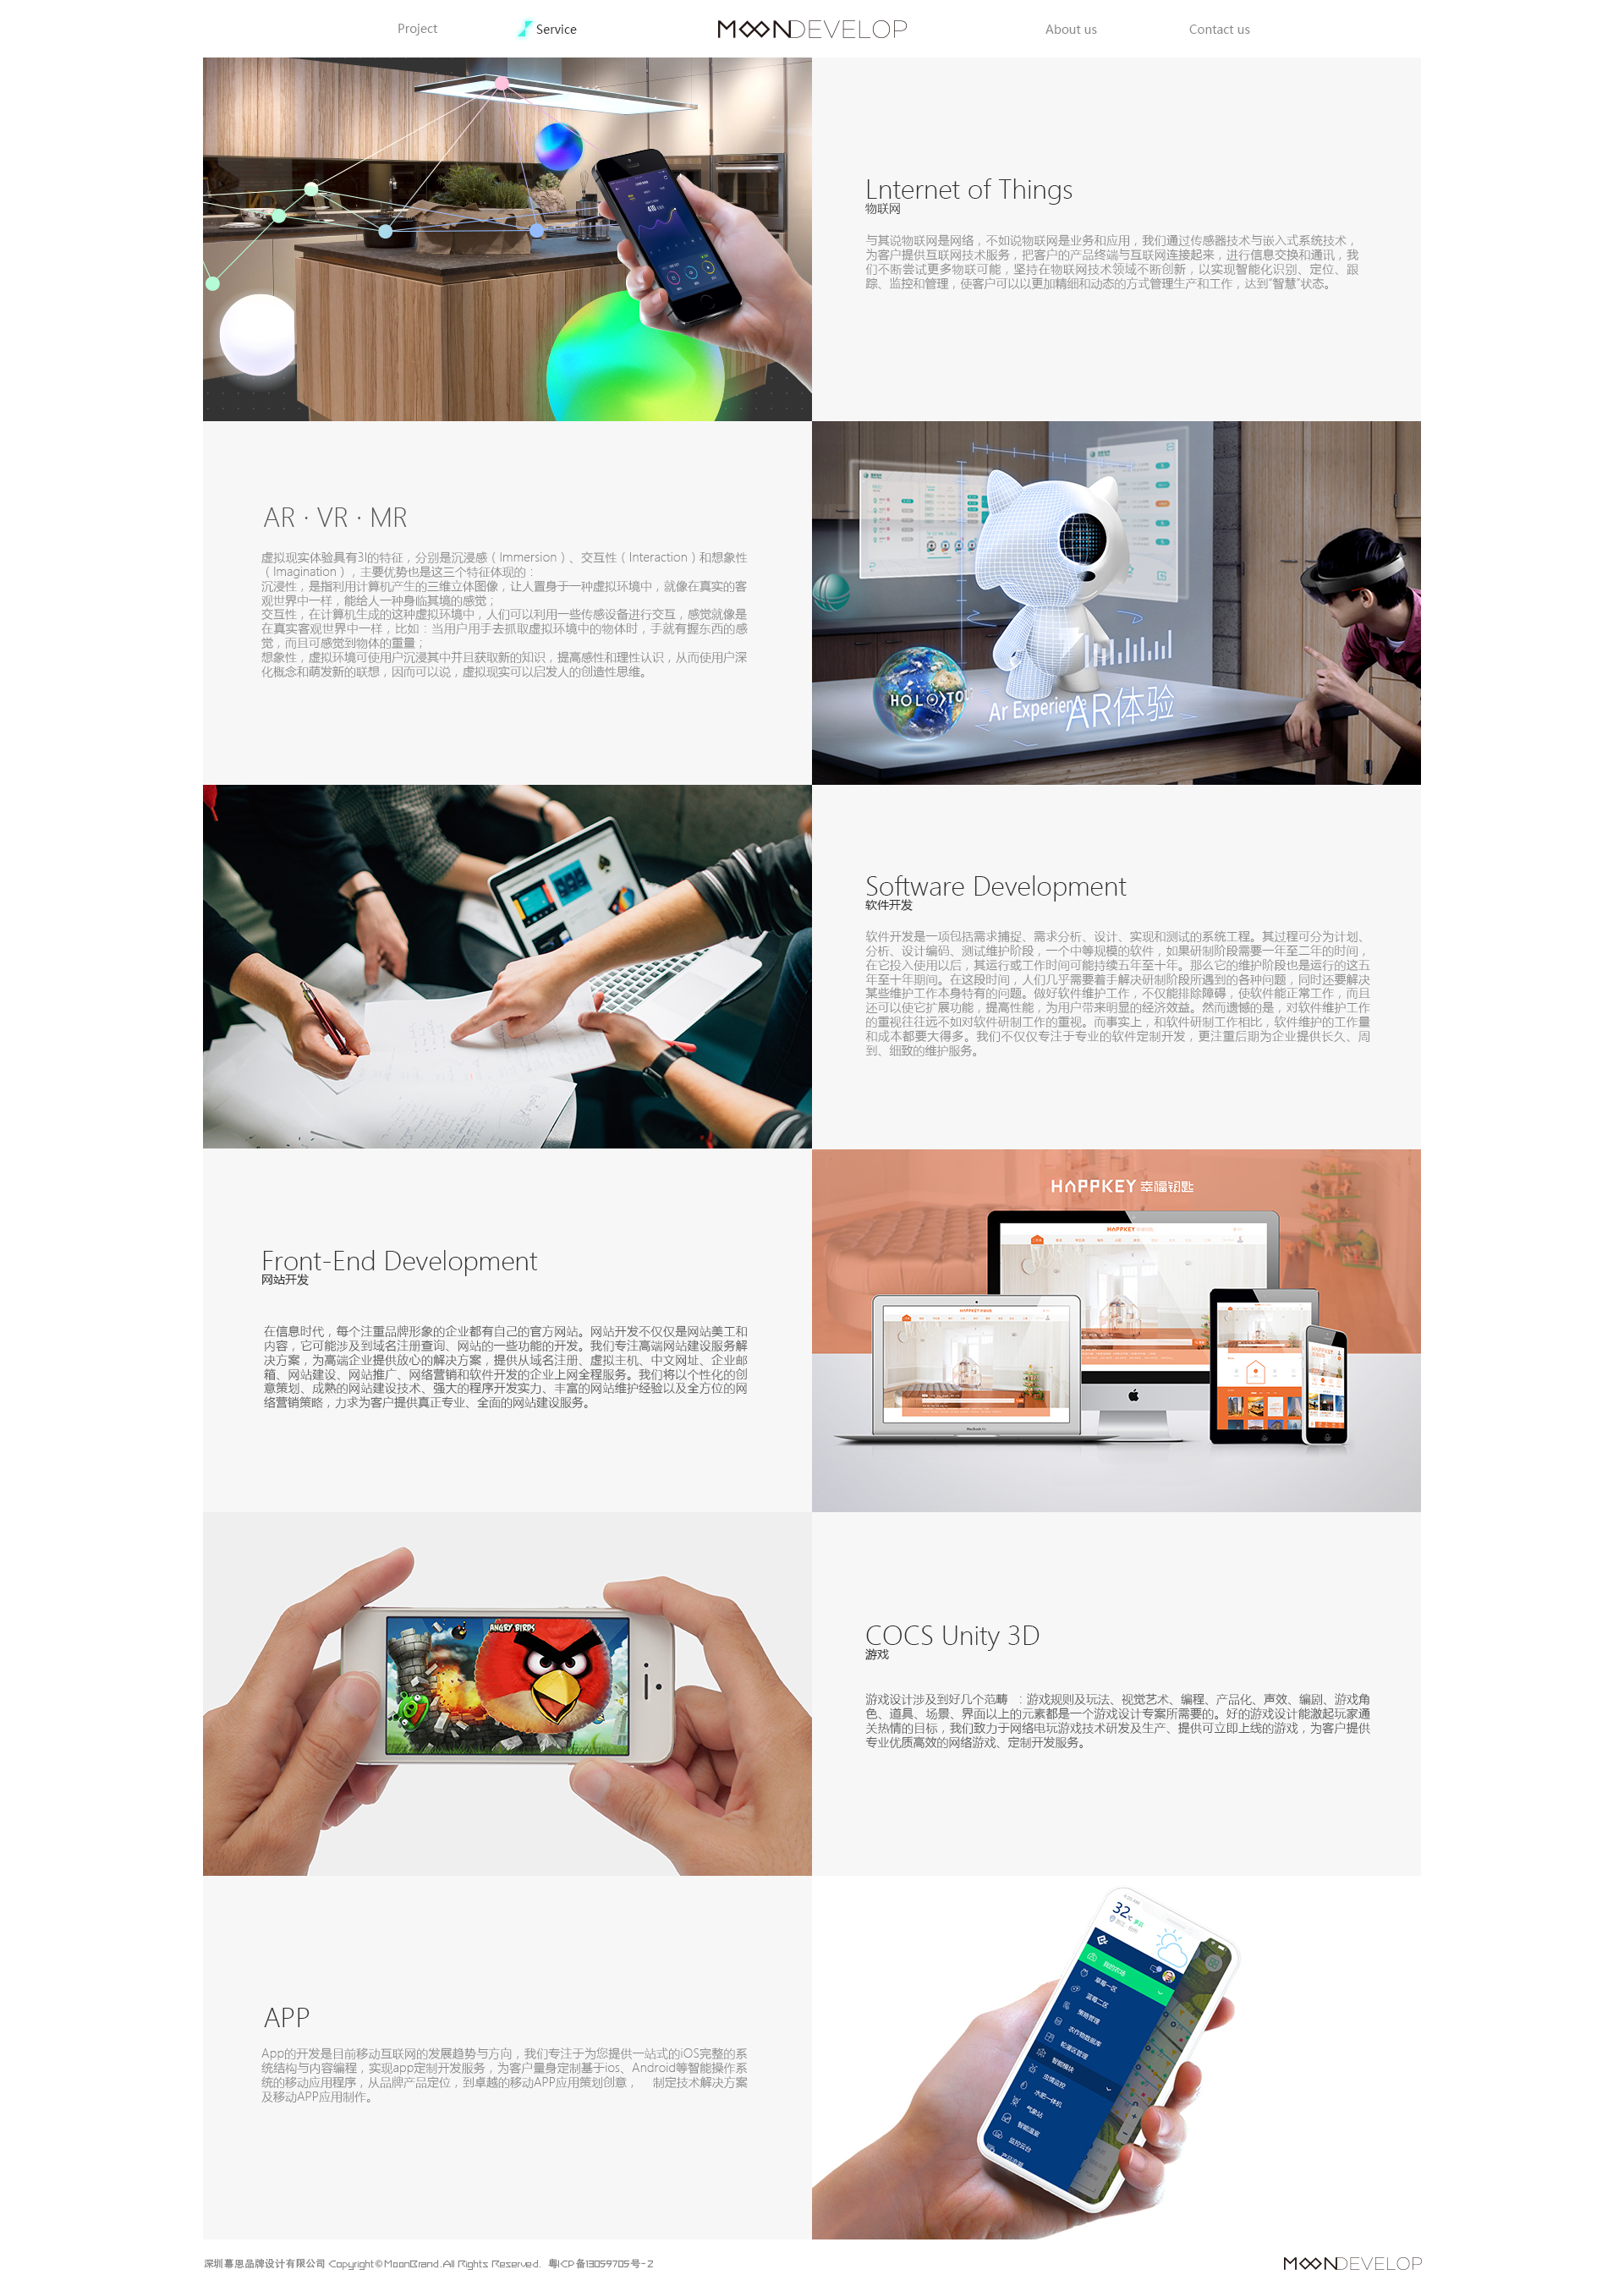 Project
Service
MOONDEVELOP
About us
Contact us
Lnternet of Things
物联网
与其说物联网是网络，不如说物联网是业务和应用，我们通过传感器技术与嵌入式系统技术，
为客户提供互联网技术服务，把客户的产品终端与互联网连接起来，进行信息交换和通讯，我
们不断尝试更多物联可能，坚持在物联网技术领域不断创新，以实现智能化识别、定位、跟
踪、监控和管理，使客户可以以更加精细和动态的方式管理生产和工作，达到“智慧”状态。
AR · VR · MR
虚拟现实体验具有3I的特征，分别是沉浸感（Immersion）、交互性（Interaction）和想象性
（Imagination），主要优势也是这三个特征体现的：
沉浸性，是指利用计算机产生的三维立体图像，让人置身于一种虚拟环境中，就像在真实的客
观世界中一样，能给人一种身临其境的感觉；
交互性，在计算机生成的这种虚拟环境中，人们可以利用一些传感设备进行交互，感觉就像是
在真实客观世界中一样，比如：当用户用手去抓取虚拟环境中的物体时，手就有握东西的感
觉，而且可感觉到物体的重量；
想象性，虚拟环境可使用户沉浸其中并且获取新的知识，提高感性和理性认识，从而使用户深
化概念和萌发新的联想，因而可以说，虚拟现实可以启发人的创造性思维。
HOLO
Ar Experience
AR体验
Software Development
软件开发
软件开发是一项包括需求捕捉、需求分析、设计、实现和测试的系统工程。其过程可分为计划、
分析、设计编码、测试维护阶段，一个中等规模的软件，如果研制阶段需要一年至二年的时间，
在它投入使用以后，其运行或工作时间可能持续五年至十年。那么它的维护阶段也是运行的这五
年至十年期间。在这段时间，人们几乎需要着手解决研制阶段所遇到的各种问题，同时还要解决
某些维护工作本身特有的问题。做好软件维护工作，不仅能排除障碍，使软件能正常工作，而且
还可以使它扩展功能，提高性能，为用户带来明显的经济效益。然而遗憾的是，对软件维护工作
的重视往往远不如对软件研制工作的重视。而事实上，和软件研制工作相比，软件维护的工作量
和成本都要大得多。我们不仅仅专注于专业的软件定制开发，更注重后期为企业提供长久、周
到、细致的维护服务。
HAPPKEY 幸福钥匙
Front-End Development
网站开发
在信息时代，每个注重品牌形象的企业都有自己的官方网站。网站开发不仅仅是网站美工和
内容，它可能涉及到域名注册查询、网站的一些功能的开发。我们专注高端网站建设服务解
决方案，为高端企业提供放心的解决方案，提供从域名注册、虚拟主机、中文网址、企业邮
箱、网站建设、网站推广、网络营销和软件开发的企业上网全程服务。我们将以个性化的创
意策划、成熟的网站建设技术、强大的程序开发实力、丰富的网站维护经验以及全方位的网
络营销策略，力求为客户提供真正专业、全面的网站建设服务。
ANGRY BIRDS
COCS Unity 3D
游戏
游戏设计涉及到好几个范畴 ：游戏规则及玩法、视觉艺术、编程、产品化、声效、编剧、游戏角
色、道具、场景、界面以上的元素都是一个游戏设计专案所需要的。好的游戏设计能激起玩家通
关热情的目标，我们致力于网络电玩游戏技术研发及生产、提供可立即上线的游戏，为客户提供
专业优质高效的网络游戏、定制开发服务。
32℃
我的农场
草莓一区
蓝莓二区
策略管理
农作物数据库
轮灌区管理
智能模块
虫情监控
水肥一体机
气象站
智能温室
监控云台
APP
App的开发是目前移动互联网的发展趋势与方向，我们专注于为您提供一站式的iOS完整的系
统结构与内容编程，实现app定制开发服务，为客户量身定制基于ios、Android等智能操作系
统的移动应用程序，从品牌产品定位，到卓越的移动APP应用策划创意， 制定技术解决方案
及移动APP应用制作。
深圳慕恩品牌设计有限公司 Copyright©MoonBrand.All Rights Reserved. 粤ICP备13059705号-2
MOONDEVELOP